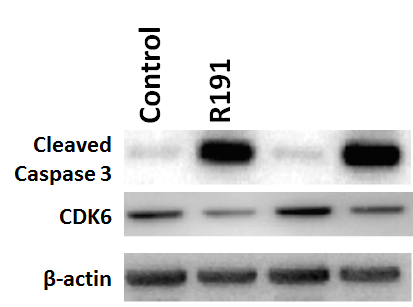 Control
R191
Cleaved
Caspase 3
CDK6
β-actin